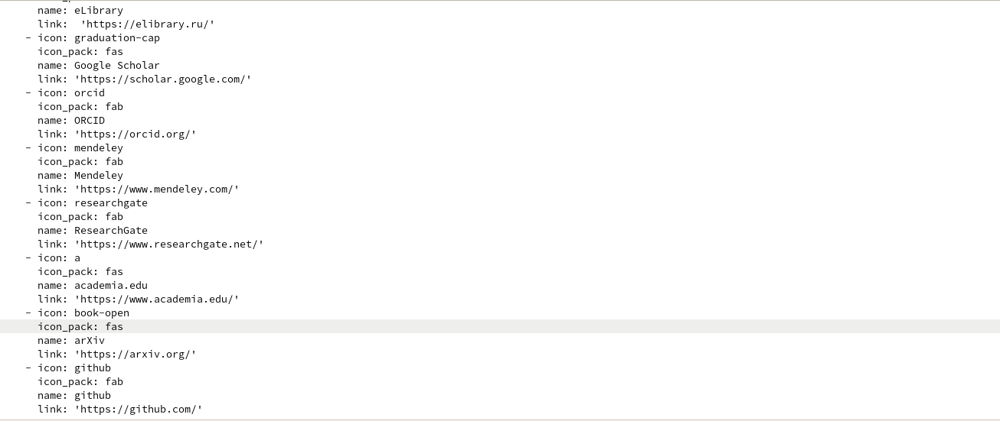 name: eLibrary
link:  'https://elibrary.ru/'
- icon: graduation-cap
icon_pack: fas
name: Google Scholar
link: 'https://scholar.google.com/'
- icon: orcid
icon_pack: fab
name: ORCID
link: 'https://orcid.org/'
- icon: mendeley
icon_pack: fab
name: Mendeley
link: 'https://www.mendeley.com/'
- icon: researchgate
icon_pack: fab
name: ResearchGate
link: 'https://www.researchgate.net/'
- icon: a
icon_pack: fas
name: academia.edu
link: 'https://www.academia.edu/'
- icon: book-open
icon_pack: fas
name: arXiv
link: 'https://arxiv.org/'
- icon: github
icon_pack: fab
name: github
link: 'https://github.com/'